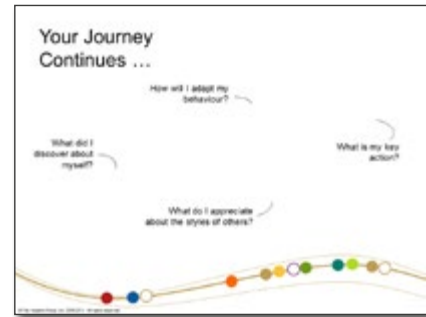 Your Journey
Continues ...
How will I adapt my
behaviour?
What did I
discover about
myself?
What is my key
action?
What do I appreciate
about the styles of others?